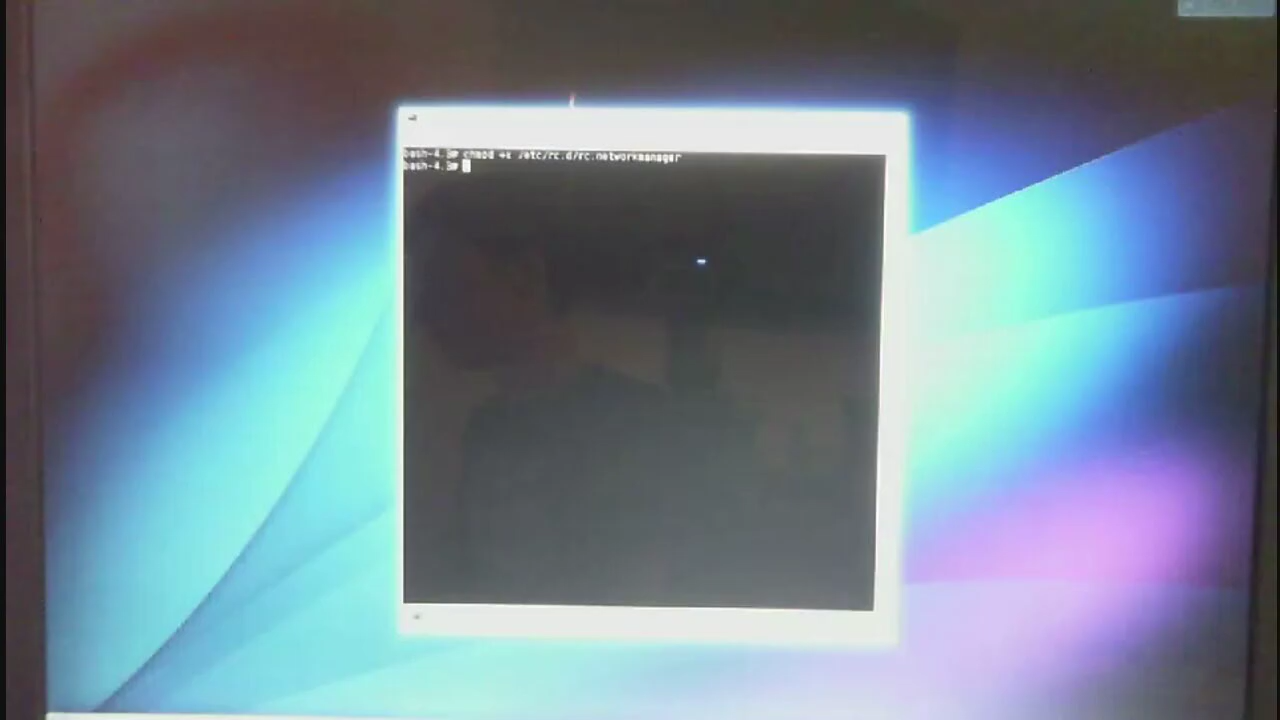 bash-4.3# chmod +x /etc/rc.d/rc.networkmanager
bash-4.3#